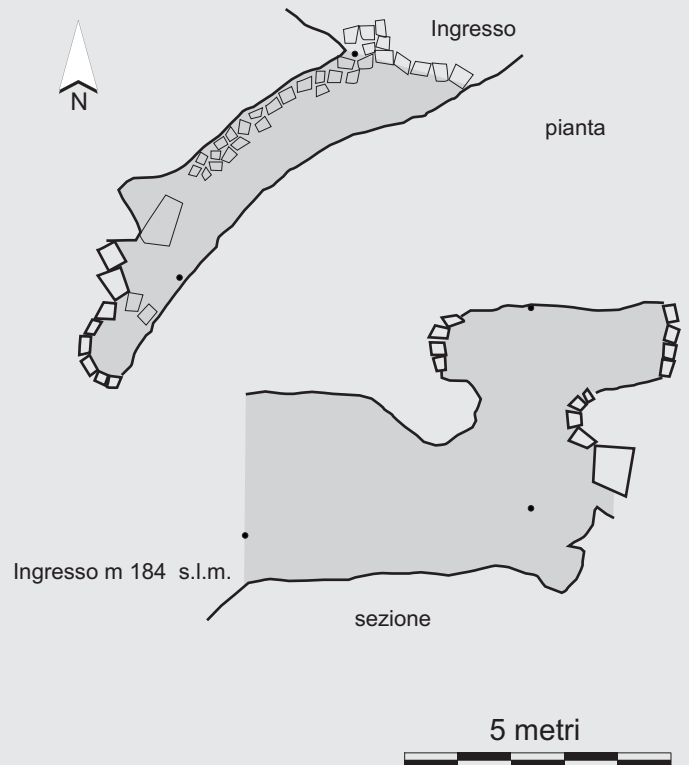 Ingresso
N
pianta
Ingresso m 184 s.l.m.
sezione
5 metri